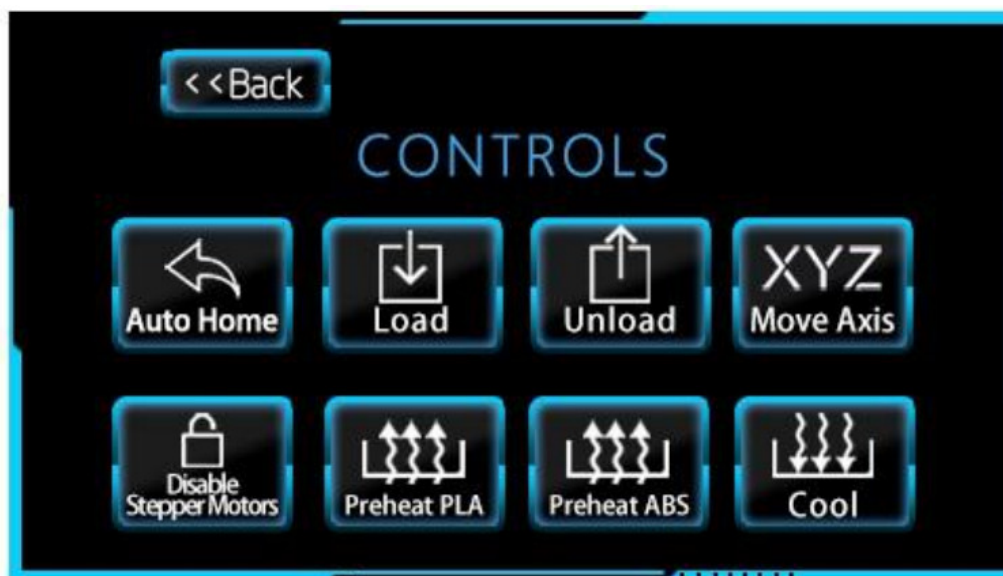 <<Back
CONTROLS
Auto Home
Load
Unload
XYZ
Move Axis
Disable
Stepper Motors
Preheat PLA
Preheat ABS
Cool